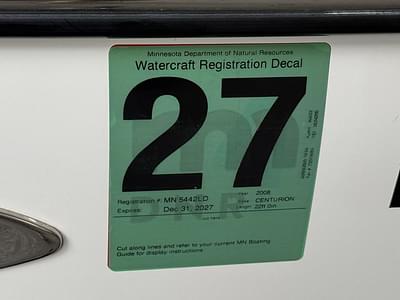 Minnesota Department of Natural Resources
Watercraft Registration Decal
27
Registration #: MN 5442LD Year: 2008
Expires: Dec 31, 2027 CENTURION
Length: 22ft 0in
DNR
Cut along lines and refer to your current MN Boating
Guide for display instructions